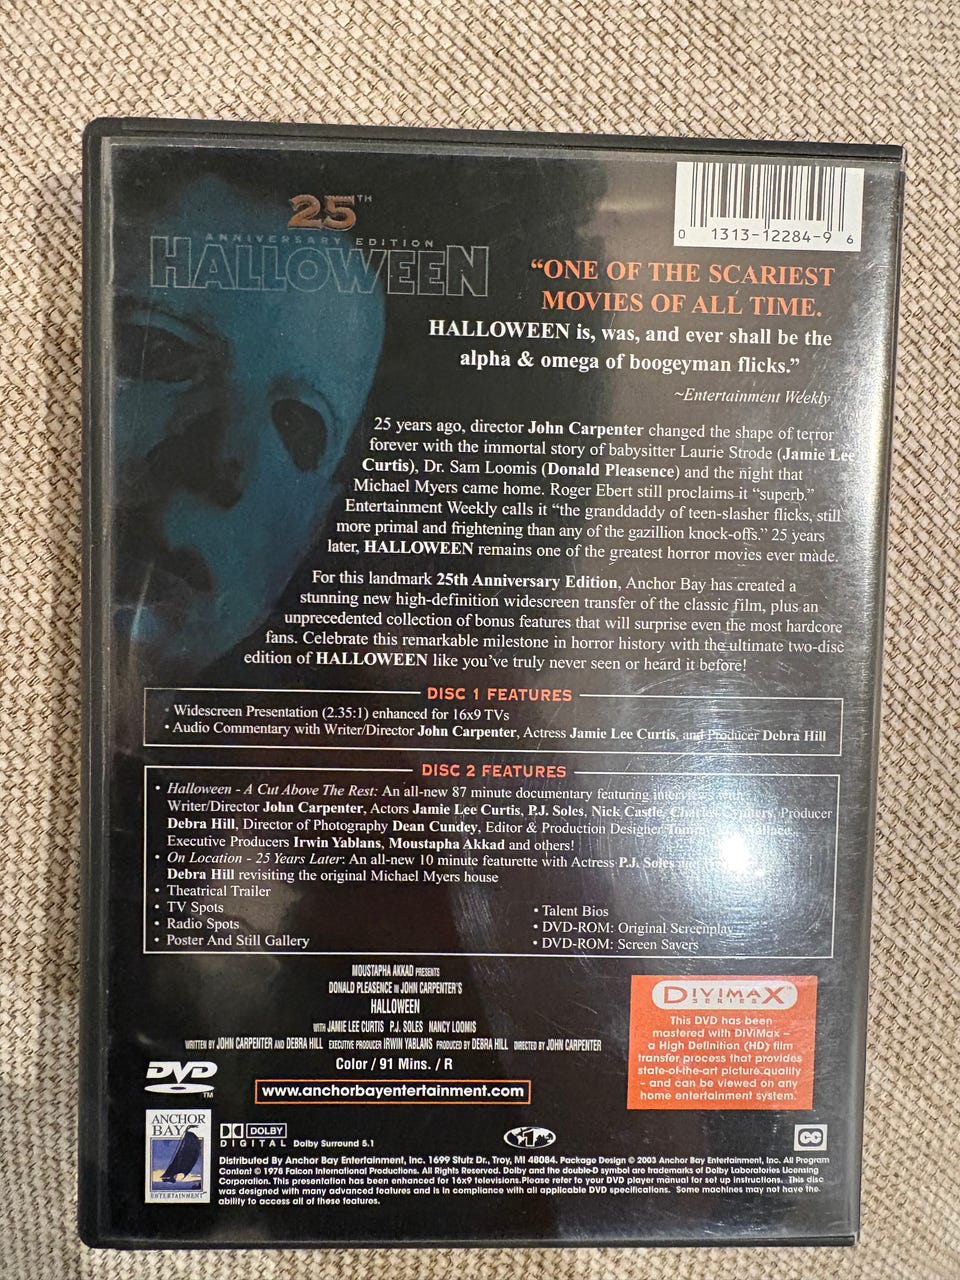 25TH
ANNIVERSARY EDITION
HALLOWEEN
0 1313-12284-9 6
“ONE OF THE SCARIEST
MOVIES OF ALL TIME.
HALLOWEEN is, was, and ever shall be the
alpha & omega of boogeyman flicks.”
~Entertainment Weekly
25 years ago, director John Carpenter changed the shape of terror
forever with the immortal story of babysitter Laurie Strode (Jamie Lee
Curtis), Dr. Sam Loomis (Donald Pleasence) and the night that
Michael Myers came home. Roger Ebert still proclaims it “superb.”
Entertainment Weekly calls it “the granddaddy of teen-slasher flicks, still
more primal and frightening than any of the gazillion knock-offs.” 25 years
later, HALLOWEEN remains one of the greatest horror movies ever made.
For this landmark 25th Anniversary Edition, Anchor Bay has created a
stunning new high-definition widescreen transfer of the classic film, plus an
unprecedented collection of bonus features that will surprise even the most hardcore
fans. Celebrate this remarkable milestone in horror history with the ultimate two-disc
edition of HALLOWEEN like you’ve truly never seen or heard it before!
DISC 1 FEATURES
• Widescreen Presentation (2.35:1) enhanced for 16x9 TVs
• Audio Commentary with Writer/Director John Carpenter, Actress Jamie Lee Curtis, and Producer Debra Hill
DISC 2 FEATURES
• Halloween - A Cut Above The Rest: An all-new 87 minute documentary featuring
Writer/Director John Carpenter, Actors Jamie Lee Curtis, P.J. Soles, Nick Castle, Charles Cyphers, Producer
Debra Hill, Director of Photography Dean Cundey, Editor & Production Designer Wallace,
Executive Producers Irwin Yablans, Moustapha Akkad and others!
• On Location - 25 Years Later: An all-new 10 minute featurette with Actress P.J. Soles
Debra Hill revisiting the original Michael Myers house
• Theatrical Trailer
• TV Spots
• Radio Spots
• Poster And Still Gallery
• Talent Bios
• DVD-ROM: Original Screenplay
• DVD-ROM: Screen Savers
MOUSTAPHA AKKAD PRESENTS
DONALD PLEASENCE IN JOHN CARPENTER'S
HALLOWEEN
WITH JAMIE LEE CURTIS P.J. SOLES NANCY LOOMIS
WRITTEN BY JOHN CARPENTER AND DEBRA HILL EXECUTIVE PRODUCER IRWIN YABLANS PRODUCED BY DEBRA HILL DIRECTED BY JOHN CARPENTER
Color / 91 Mins. / R
www.anchorbayentertainment.com
DIVIMAX™
SERIES
This DVD has been
mastered with DiViMax –
a High Definition (HD) film
transfer process that provides
state-of-the-art picture quality
– and can be viewed on any
home entertainment system.
DVD™
ANCHOR
BAY
ENTERTAINMENT™
DOLBY
DIGITAL Dolby Surround 5.1
1
CC
Distributed By Anchor Bay Entertainment, Inc. 1699 Stutz Dr., Troy, MI 48084. Package Design © 2003 Anchor Bay Entertainment, Inc. All Program
Content © 1978 Falcon International Productions. All Rights Reserved. Dolby and the double-D symbol are trademarks of Dolby Laboratories Licensing
Corporation. This presentation has been enhanced for 16x9 televisions.Please refer to your DVD player manual for set up instructions. This disc
was designed with many advanced features and is in compliance with all applicable DVD specifications. Some machines may not have the
ability to access all of these features.